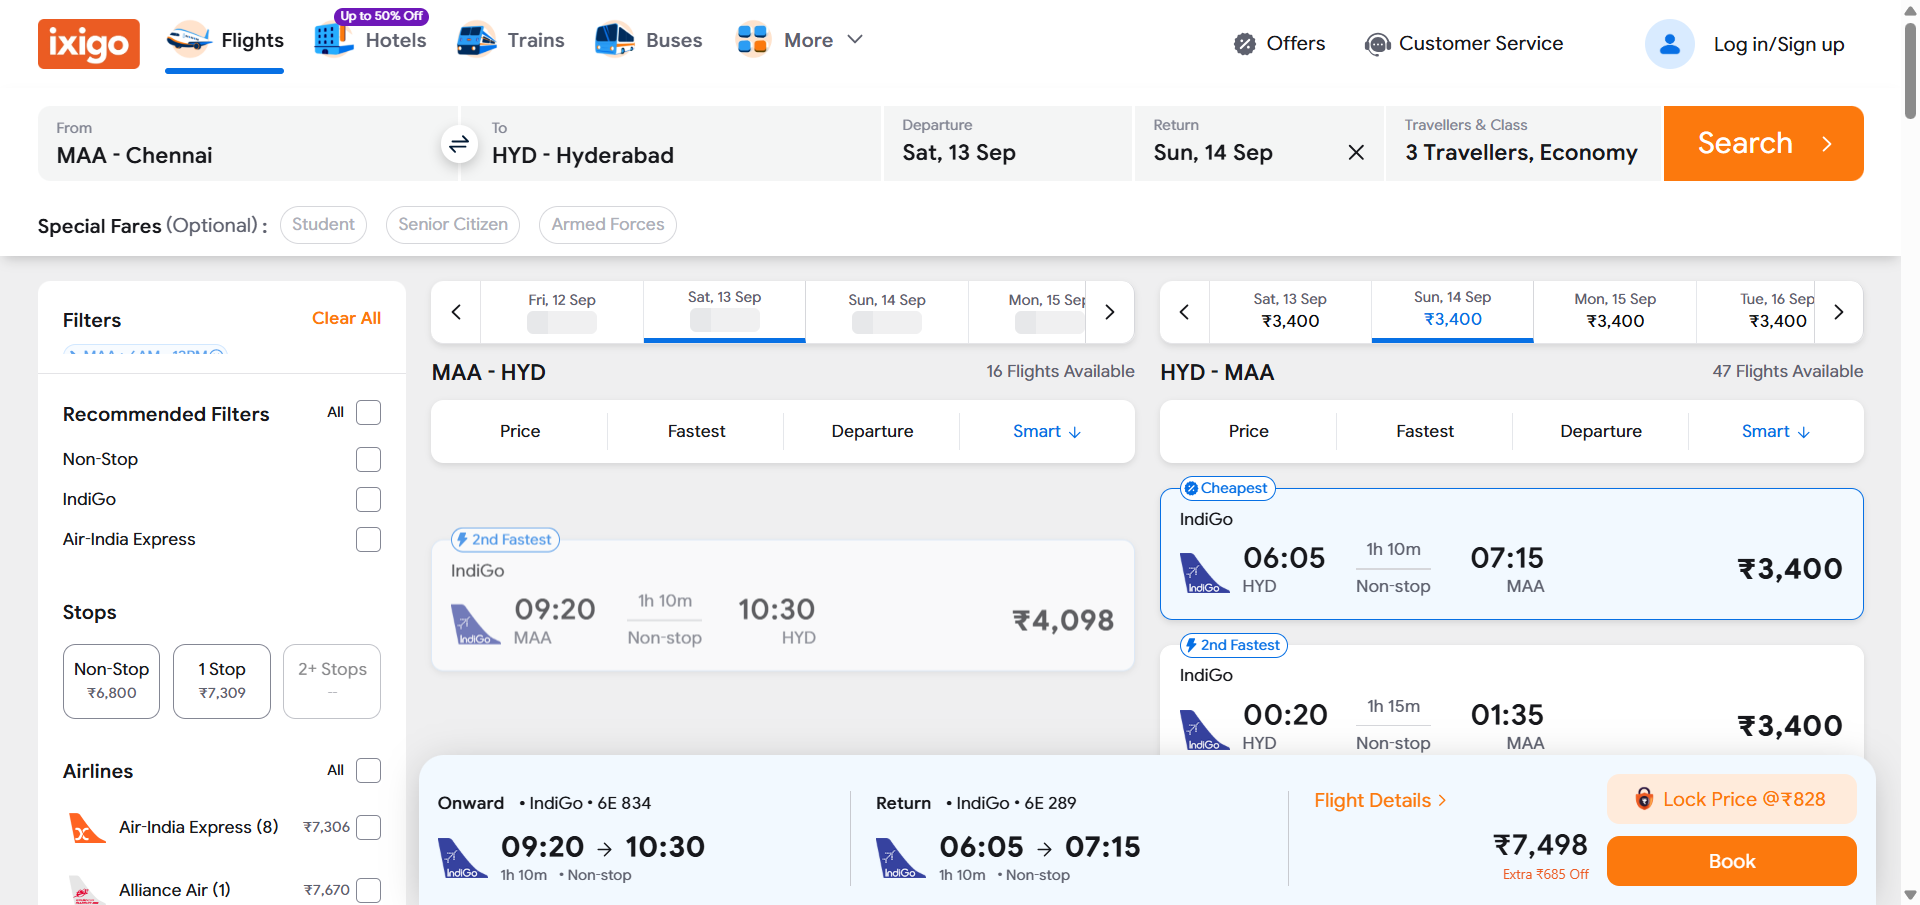 ixigo
Flights
Up to 50% Off
Hotels
Trains
Buses
More
Offers
Customer Service
Log in/Sign up
From
MAA - Chennai
To
HYD - Hyderabad
Departure
Sat, 13 Sep
Return
Sun, 14 Sep
Travellers & Class
3 Travellers, Economy
Search
Special Fares (Optional) :
Student
Senior Citizen
Armed Forces
Filters
Clear All
Recommended Filters
All
Non-Stop
IndiGo
Air-India Express
Stops
Non-Stop
₹6,800
1 Stop
₹7,309
2+ Stops
--
Airlines
All
Air-India Express (8)
₹7,306
Alliance Air (1)
₹7,670
Fri, 12 Sep
Sat, 13 Sep
Sun, 14 Sep
Mon, 15 Sep
MAA - HYD
16 Flights Available
Price
Fastest
Departure
Smart ↓
2nd Fastest
IndiGo
IndiGo
09:20
MAA
1h 10m
Non-stop
10:30
HYD
₹4,098
Sat, 13 Sep
₹3,400
Sun, 14 Sep
₹3,400
Mon, 15 Sep
₹3,400
Tue, 16 Sep
₹3,400
HYD - MAA
47 Flights Available
Price
Fastest
Departure
Smart ↓
Cheapest
IndiGo
IndiGo
06:05
HYD
1h 10m
Non-stop
07:15
MAA
₹3,400
2nd Fastest
IndiGo
IndiGo
00:20
HYD
1h 15m
Non-stop
01:35
MAA
₹3,400
Onward • IndiGo • 6E 834
IndiGo
09:20 → 10:30
1h 10m • Non-stop
Return • IndiGo • 6E 289
IndiGo
06:05 → 07:15
1h 10m • Non-stop
Flight Details >
₹7,498
Extra ₹685 Off
Lock Price @₹828
Book